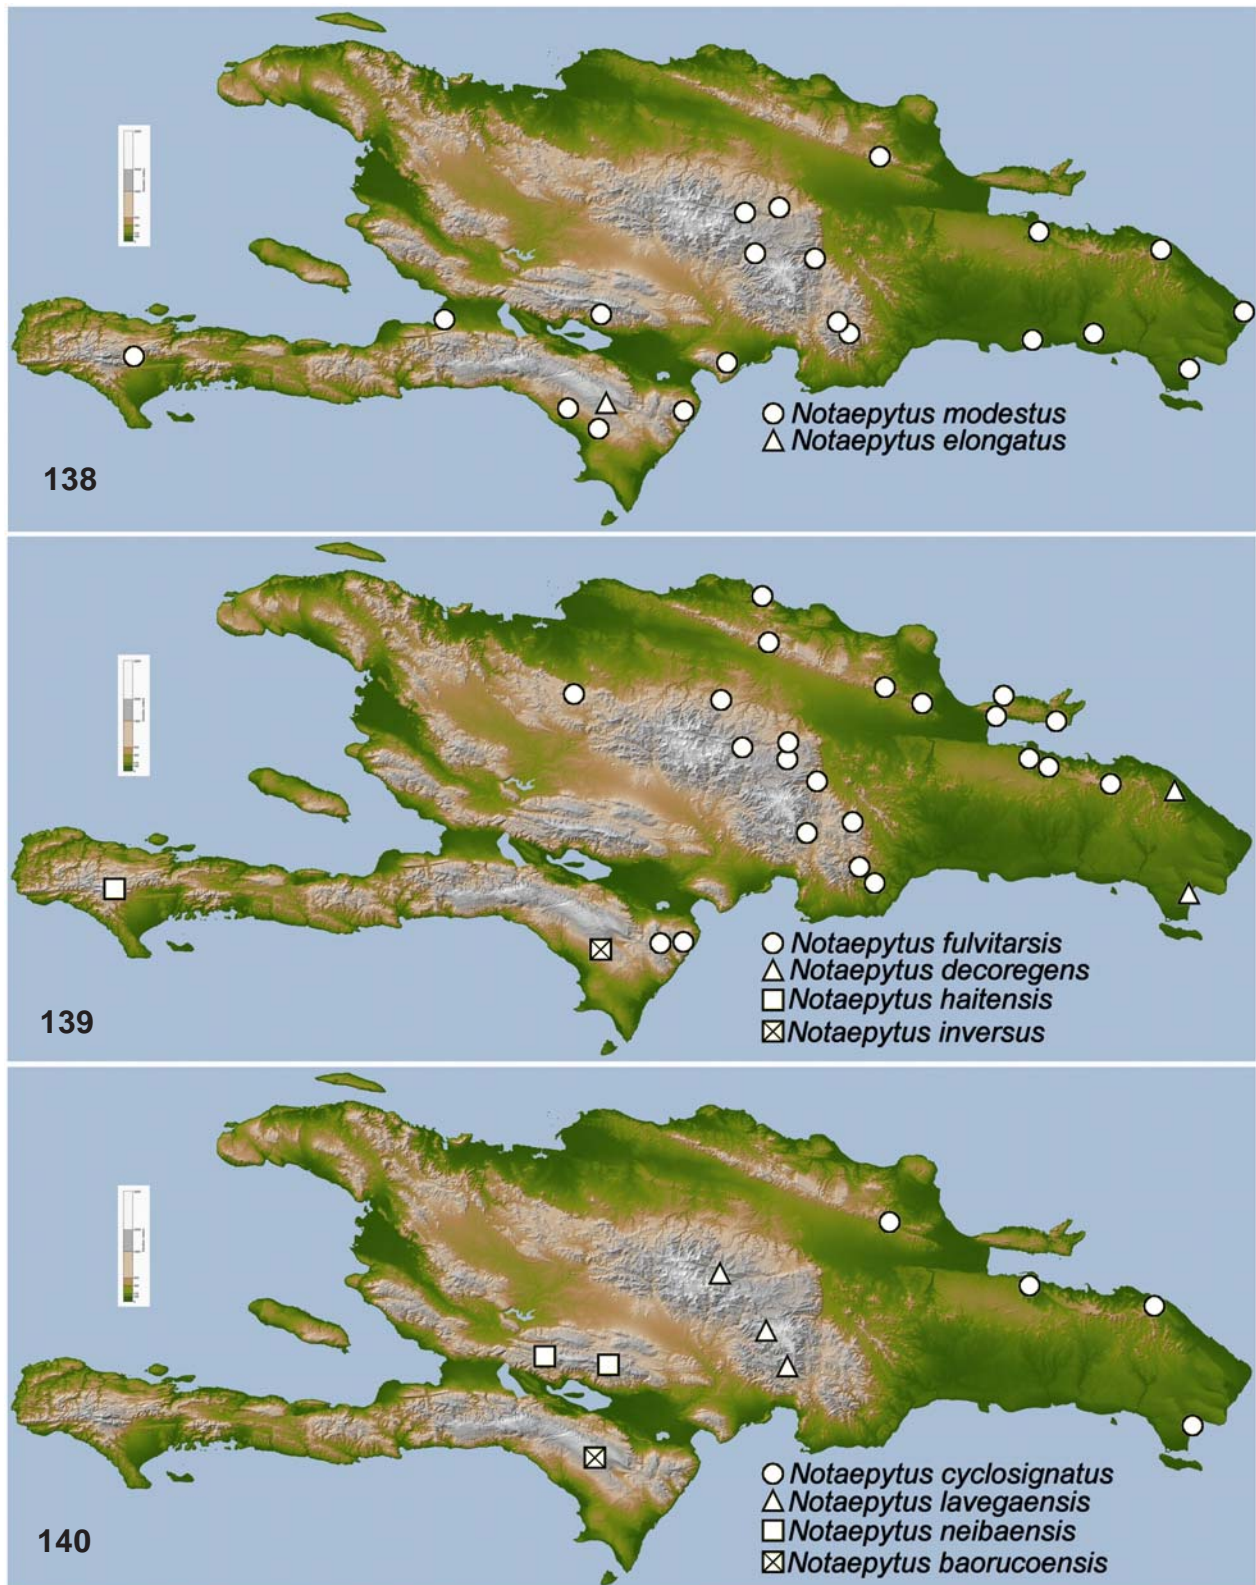 Notaepytus modestus
Notaepytus elongatus
138
Notaepytus fulvitarsis
Notaepytus decoregens
Notaepytus haitensis
Notaepytus inversus
139
Notaepytus cyclosignatus
Notaepytus lavegaensis
Notaepytus neibaensis
Notaepytus baorucoensis
140